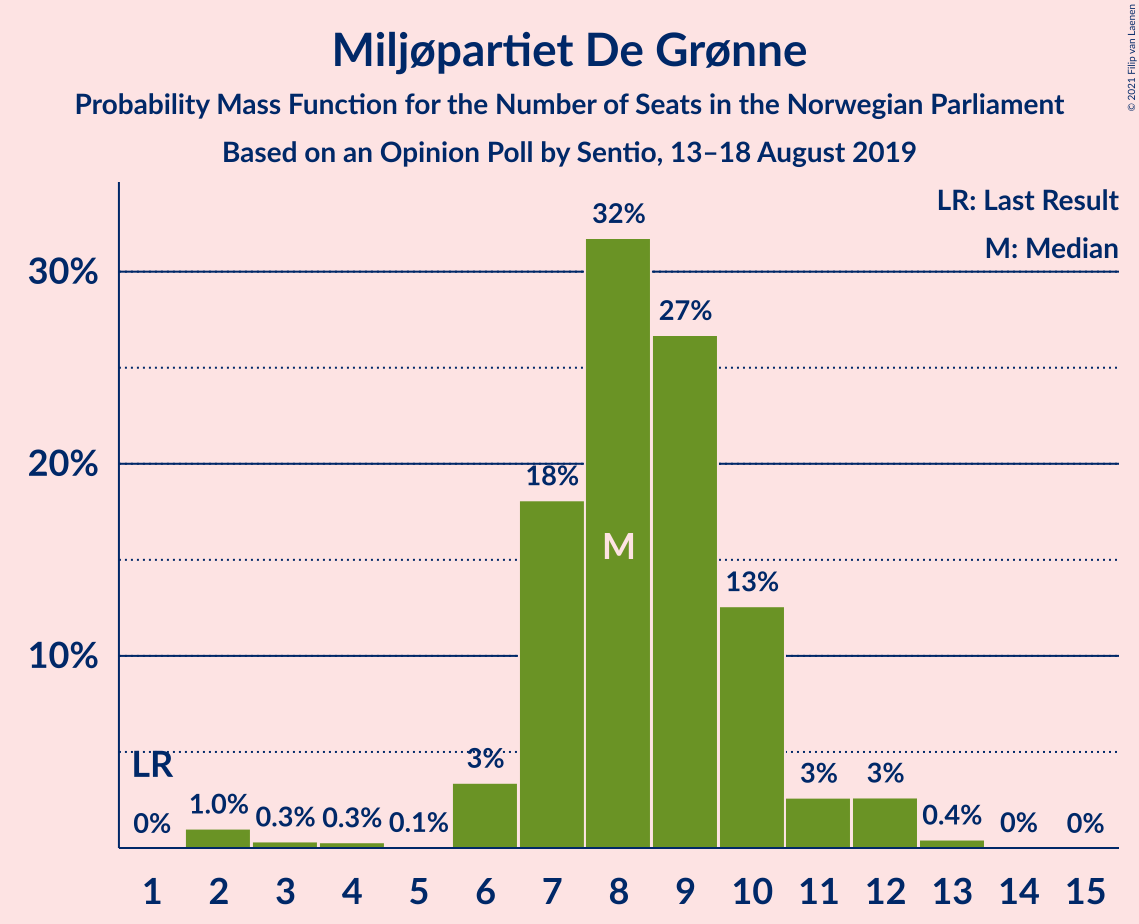 Miljøpartiet De Grønne
Probability Mass Function for the Number of Seats in the Norwegian Parliament
Based on an Opinion Poll by Sentio, 13–18 August 2019
© 2021 Filip van Laenen
LR: Last Result
M: Median
30%
20%
10%
LR
0%
1.0%
0.3%
0.3%
0.1%
3%
18%
32%
M
27%
13%
3%
3%
0.4%
0%
0%
1 2 3 4 5 6 7 8 9 10 11 12 13 14 15